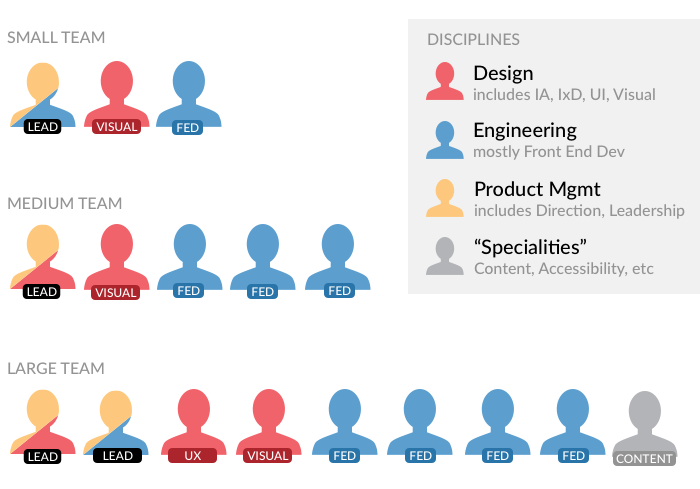 SMALL TEAM
LEAD VISUAL FED
DISCIPLINES
Design
includes IA, IxD, UI, Visual
Engineering
mostly Front End Dev
Product Mgmt
includes Direction, Leadership
“Specialities”
Content, Accessibility, etc
MEDIUM TEAM
LEAD VISUAL FED FED FED
LARGE TEAM
LEAD LEAD UX VISUAL FED FED FED FED CONTENT